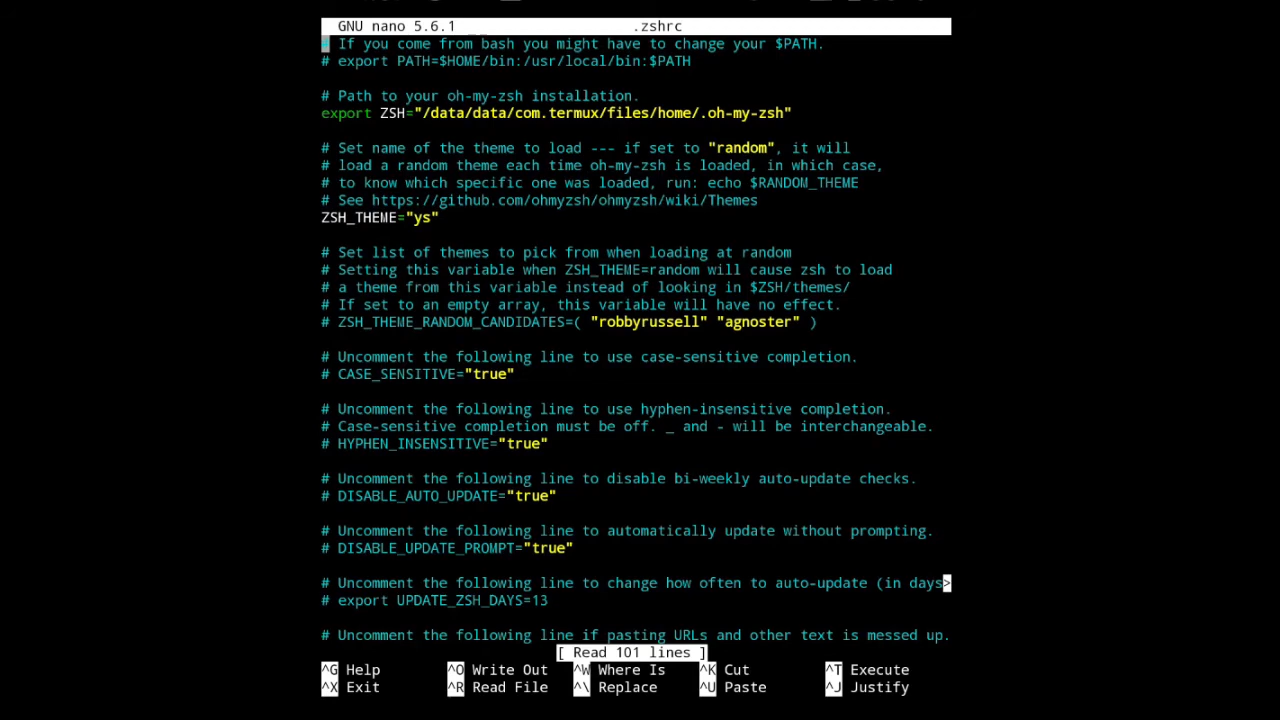 GNU nano 5.6.1 .zshrc
# If you come from bash you might have to change your $PATH.
# export PATH=$HOME/bin:/usr/local/bin:$PATH
# Path to your oh-my-zsh installation.
export ZSH="/data/data/com.termux/files/home/.oh-my-zsh"
# Set name of the theme to load --- if set to "random", it will
# load a random theme each time oh-my-zsh is loaded, in which case,
# to know which specific one was loaded, run: echo $RANDOM_THEME
# See https://github.com/ohmyzsh/ohmyzsh/wiki/Themes
ZSH_THEME="ys"
# Set list of themes to pick from when loading at random
# Setting this variable when ZSH_THEME=random will cause zsh to load
# a theme from this variable instead of looking in $ZSH/themes/
# If set to an empty array, this variable will have no effect.
# ZSH_THEME_RANDOM_CANDIDATES=( "robbyrussell" "agnoster" )
# Uncomment the following line to use case-sensitive completion.
# CASE_SENSITIVE="true"
# Uncomment the following line to use hyphen-insensitive completion.
# Case-sensitive completion must be off. _ and - will be interchangeable.
# HYPHEN_INSENSITIVE="true"
# Uncomment the following line to disable bi-weekly auto-update checks.
# DISABLE_AUTO_UPDATE="true"
# Uncomment the following line to automatically update without prompting.
# DISABLE_UPDATE_PROMPT="true"
# Uncomment the following line to change how often to auto-update (in days>
# export UPDATE_ZSH_DAYS=13
# Uncomment the following line if pasting URLs and other text is messed up.
[ Read 101 lines ]
^G Help ^O Write Out ^W Where Is ^K Cut ^T Execute
^X Exit ^R Read File ^\ Replace ^U Paste ^J Justify